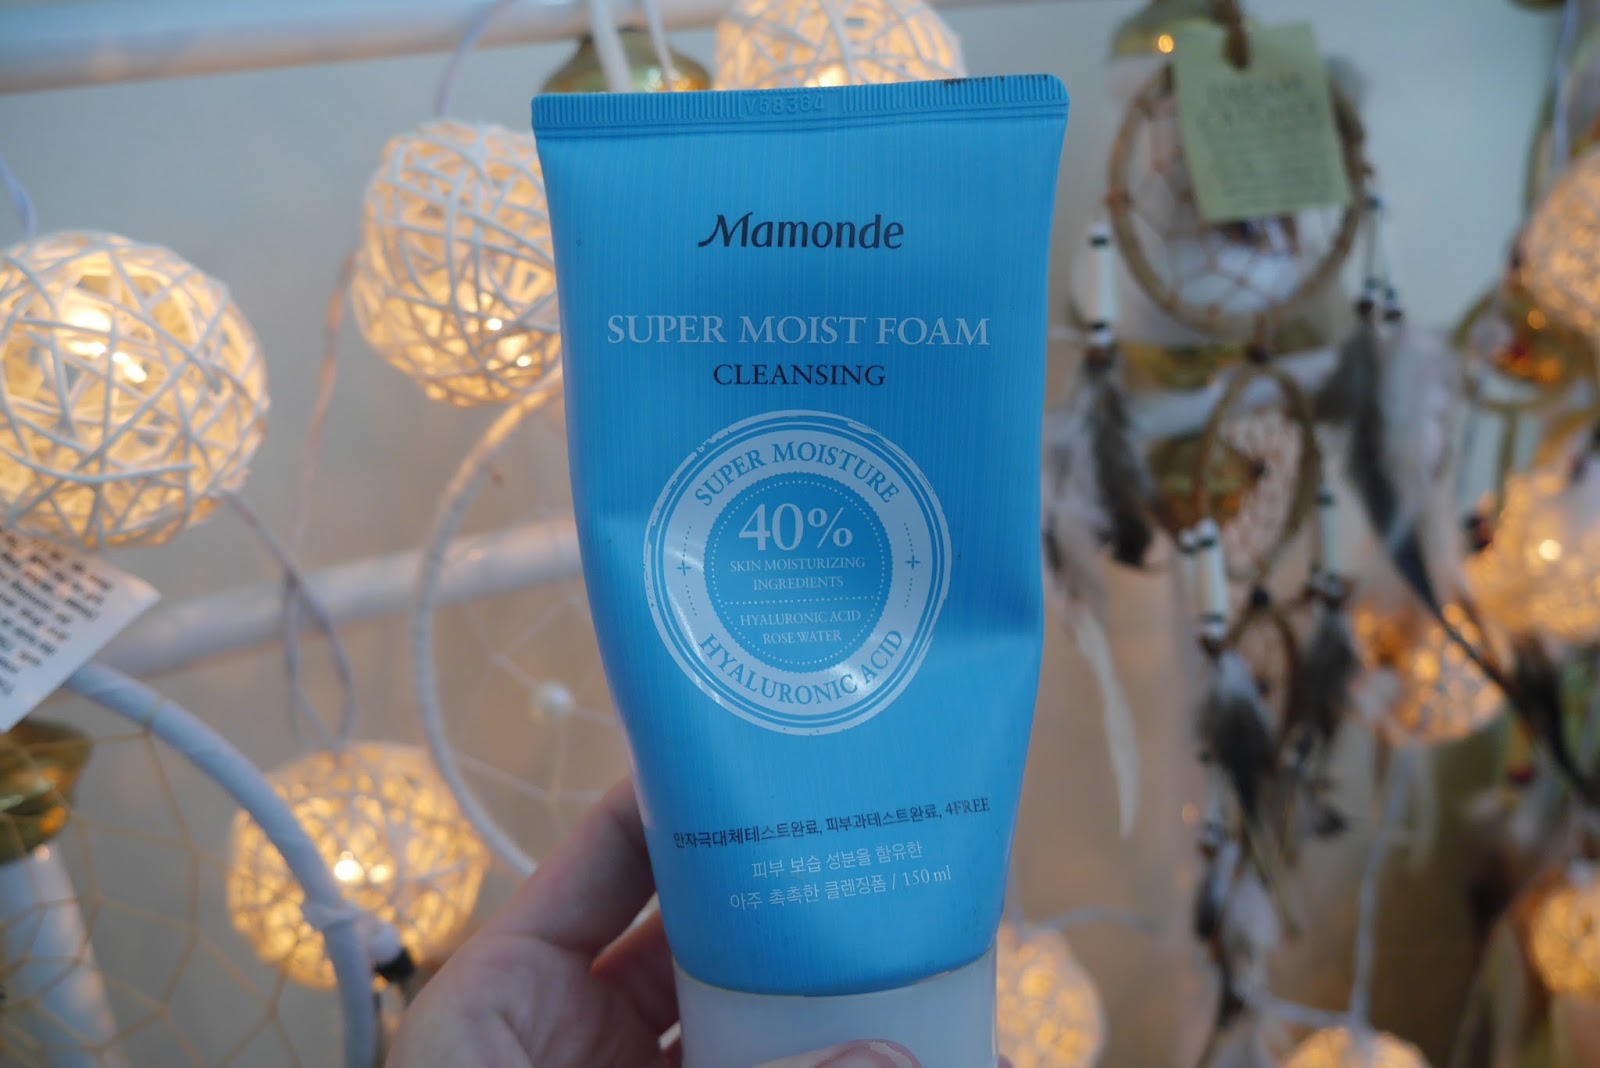 Y58364
Mamonde
SUPER MOIST FOAM
CLEANSING
SUPER MOISTURE
40%
SKIN MOISTURIZING
INGREDIENTS
HYALURONIC ACID
ROSE WATER
HYALURONIC ACID
안자극대체테스트완료, 피부과테스트완료, 4FREE
피부 보습 성분을 함유한
아주 촉촉한 클렌징폼 / 150 ml
DREAM
CATCHER